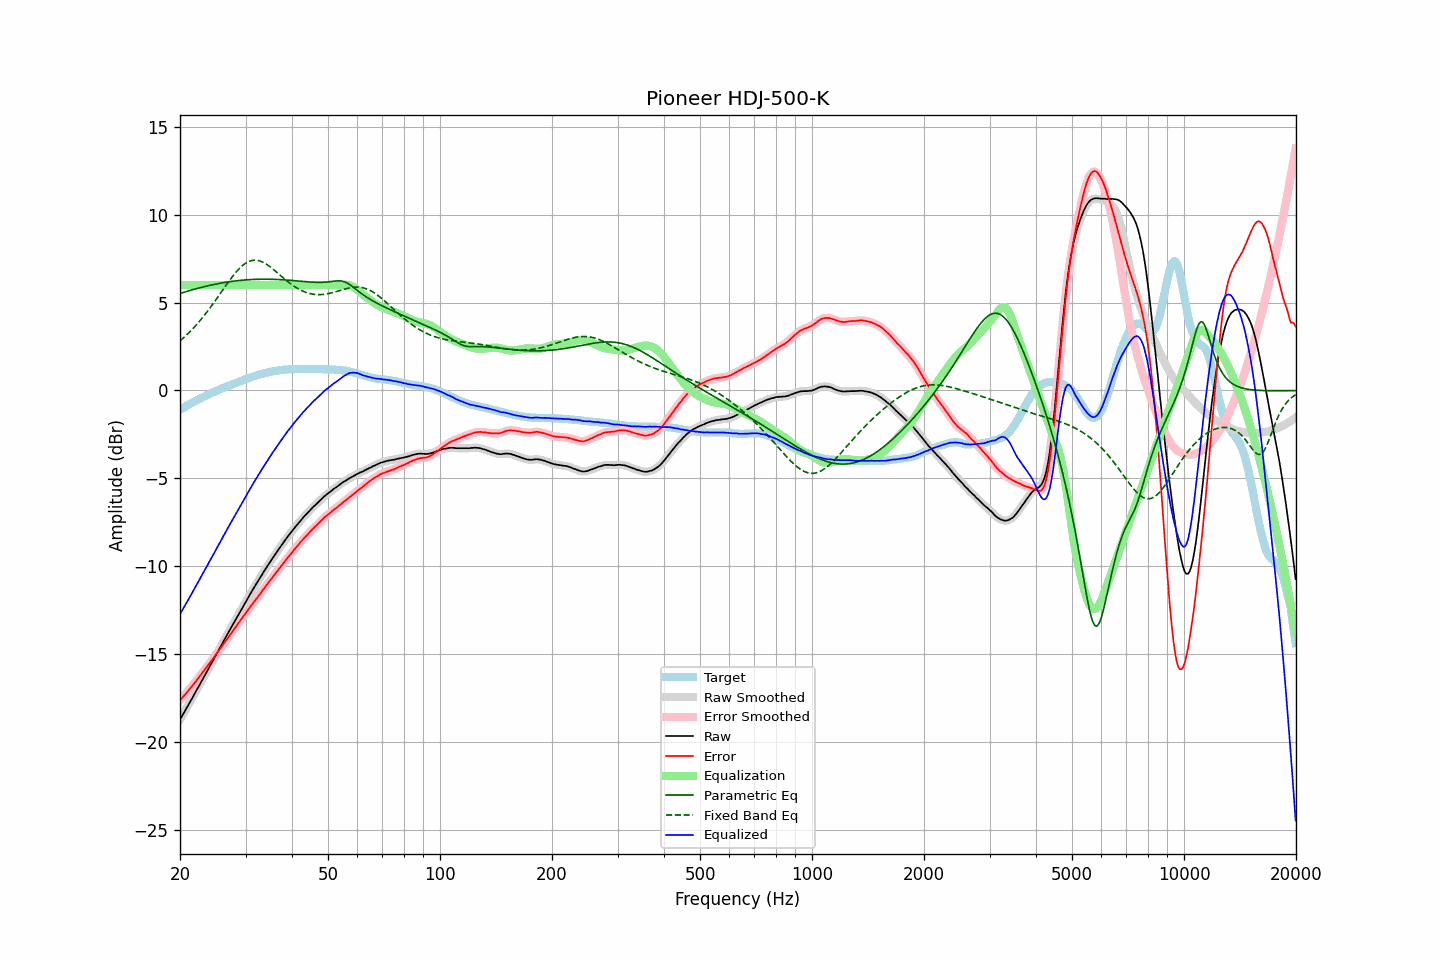 Pioneer HDJ-500-K
Amplitude (dBr)
15
10
5
0
−5
−10
−15
−20
−25
Target
Raw Smoothed
Error Smoothed
Raw
Error
Equalization
Parametric Eq
Fixed Band Eq
Equalized
20
50
100
200
500
1000
2000
5000
10000
20000
Frequency (Hz)